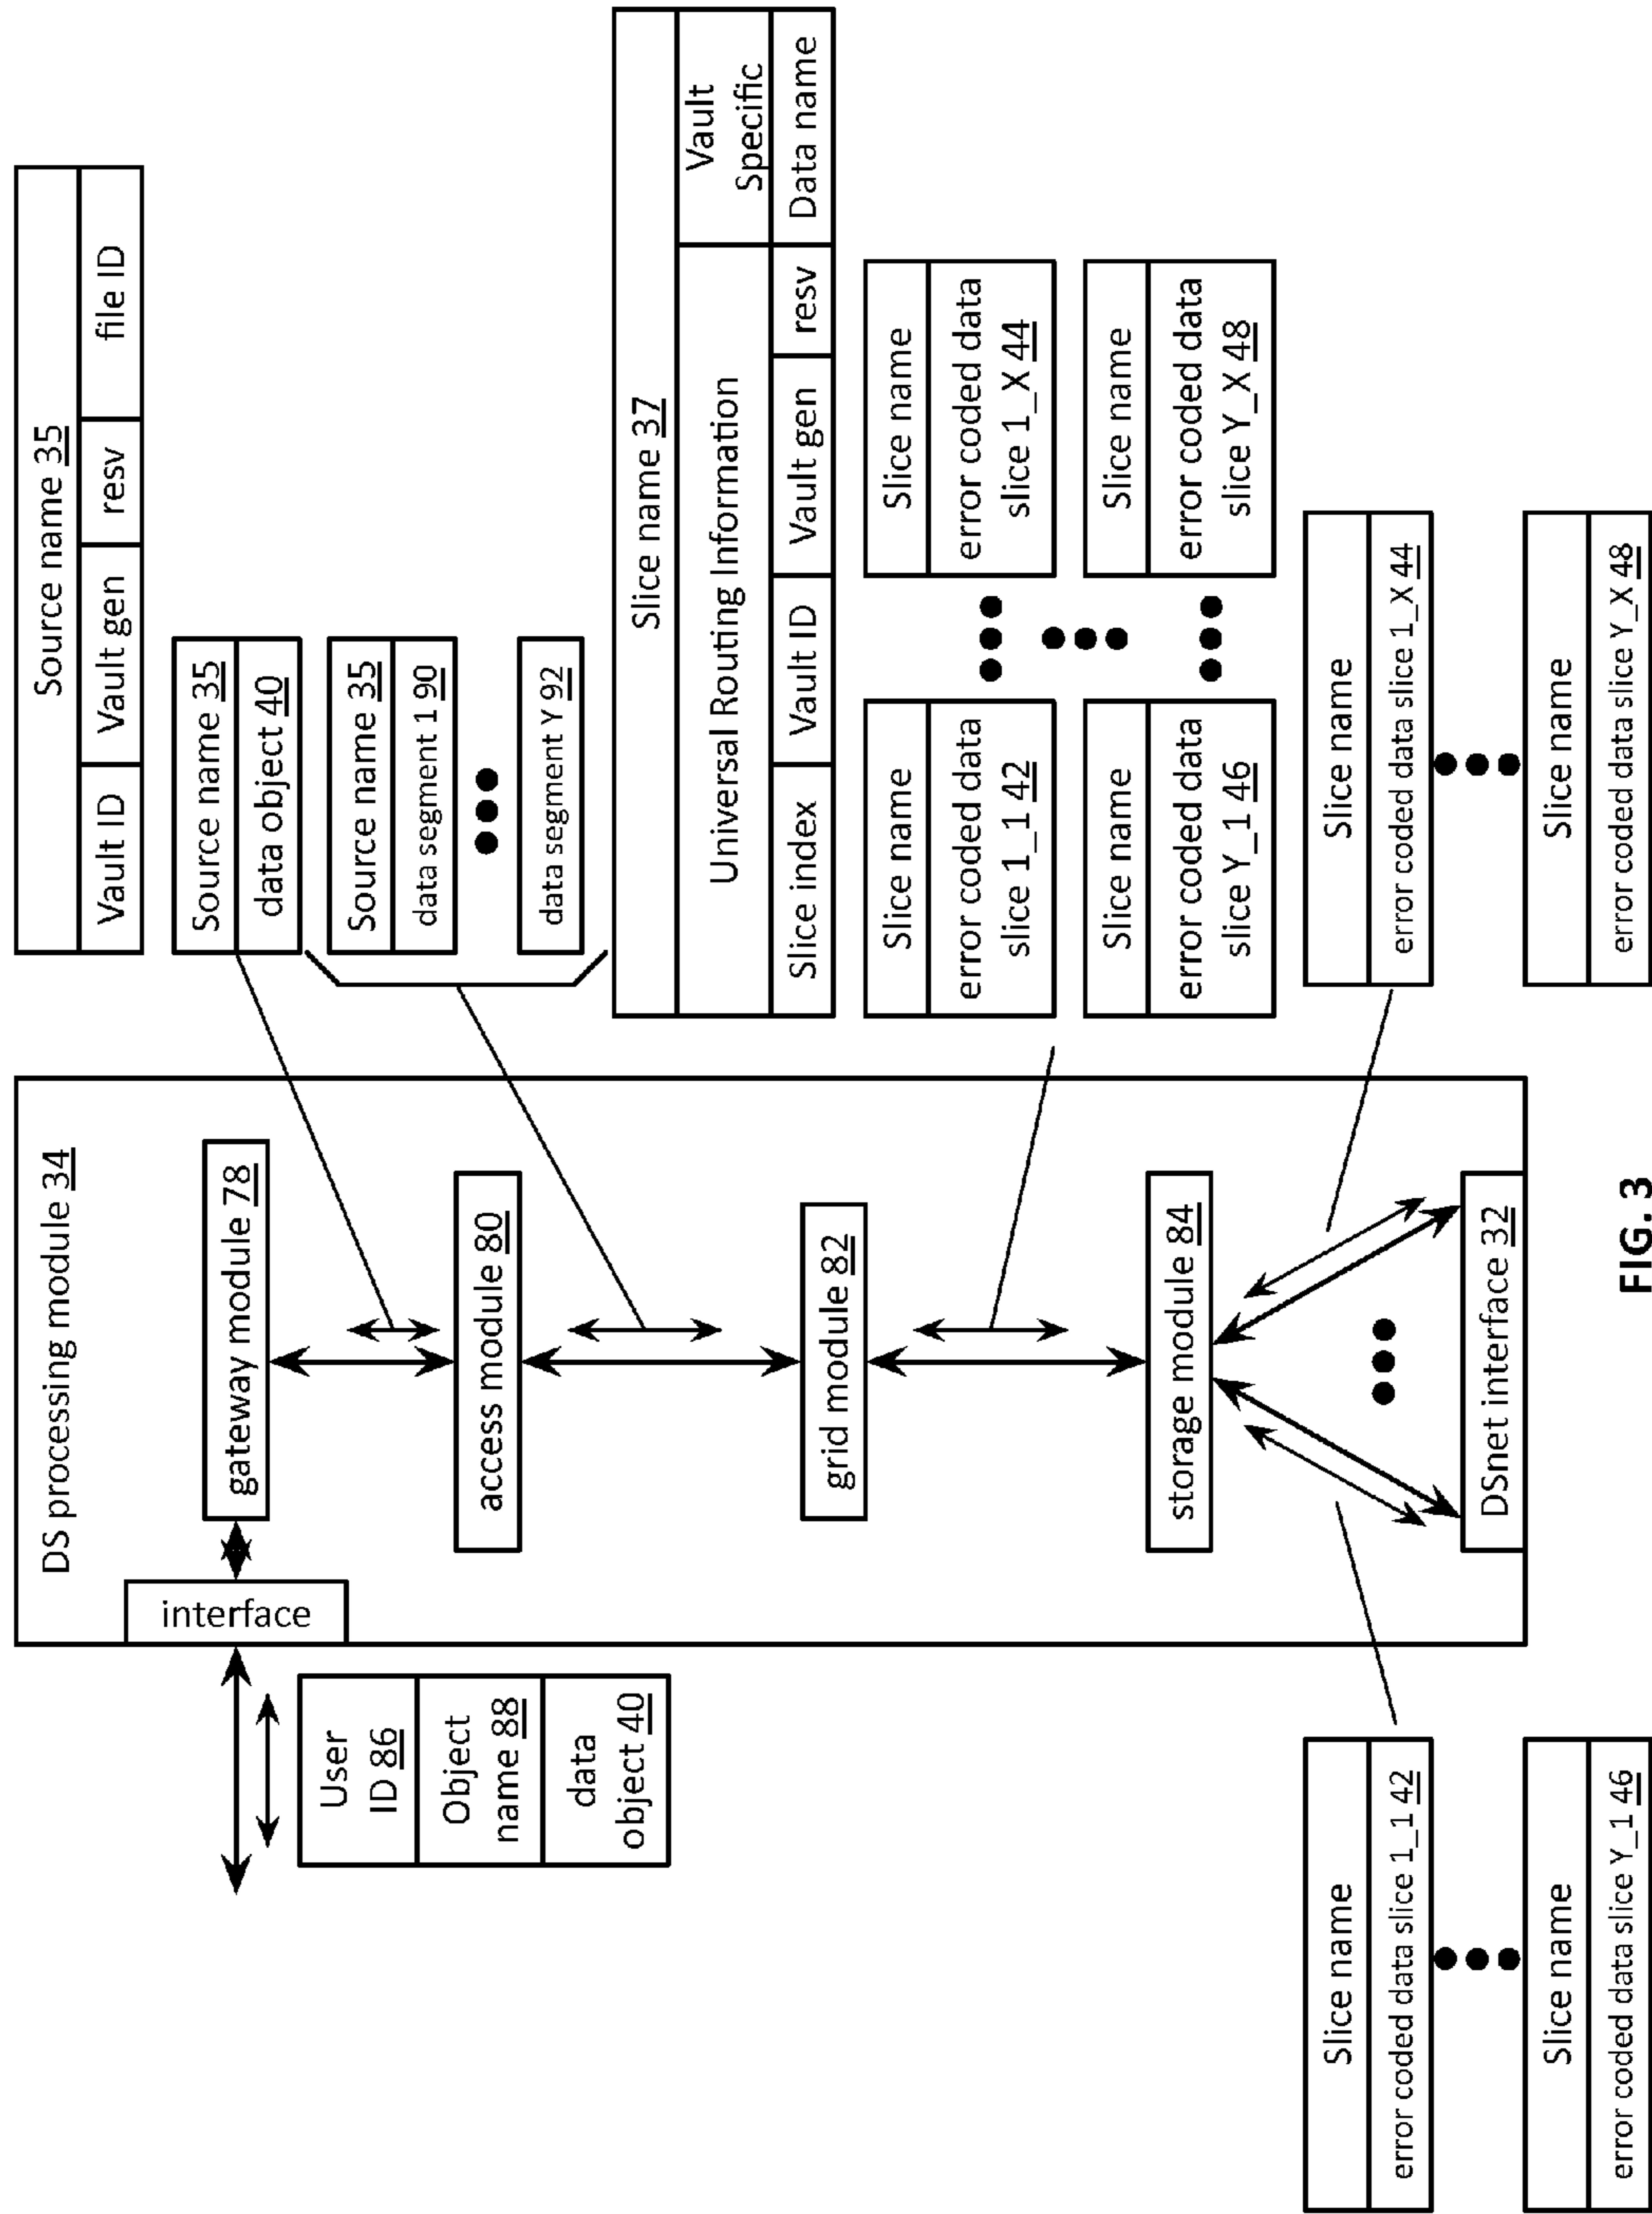 DS processing module 34
interface
gateway module 78
access module 80
grid module 82
storage module 84
DSnet interface 32
User
ID 86
Object
name 88
data
object 40
Source name 35
Vault ID
Vault gen
resv
file ID
Source name 35
data object 40
Source name 35
data segment 1 90
data segment Y 92
Slice name 37
Universal Routing Information
Vault
Specific
Slice index
Vault ID
Vault gen
resv
Data name
Slice name
error coded data
slice 1_1 42
Slice name
error coded data
slice 1_X 44
Slice name
error coded data
slice Y_1 46
Slice name
error coded data
slice Y_X 48
Slice name
error coded data slice 1_1 42
Slice name
error coded data slice Y_1 46
Slice name
error coded data slice 1_X 44
Slice name
error coded data slice Y_X 48
FIG. 3